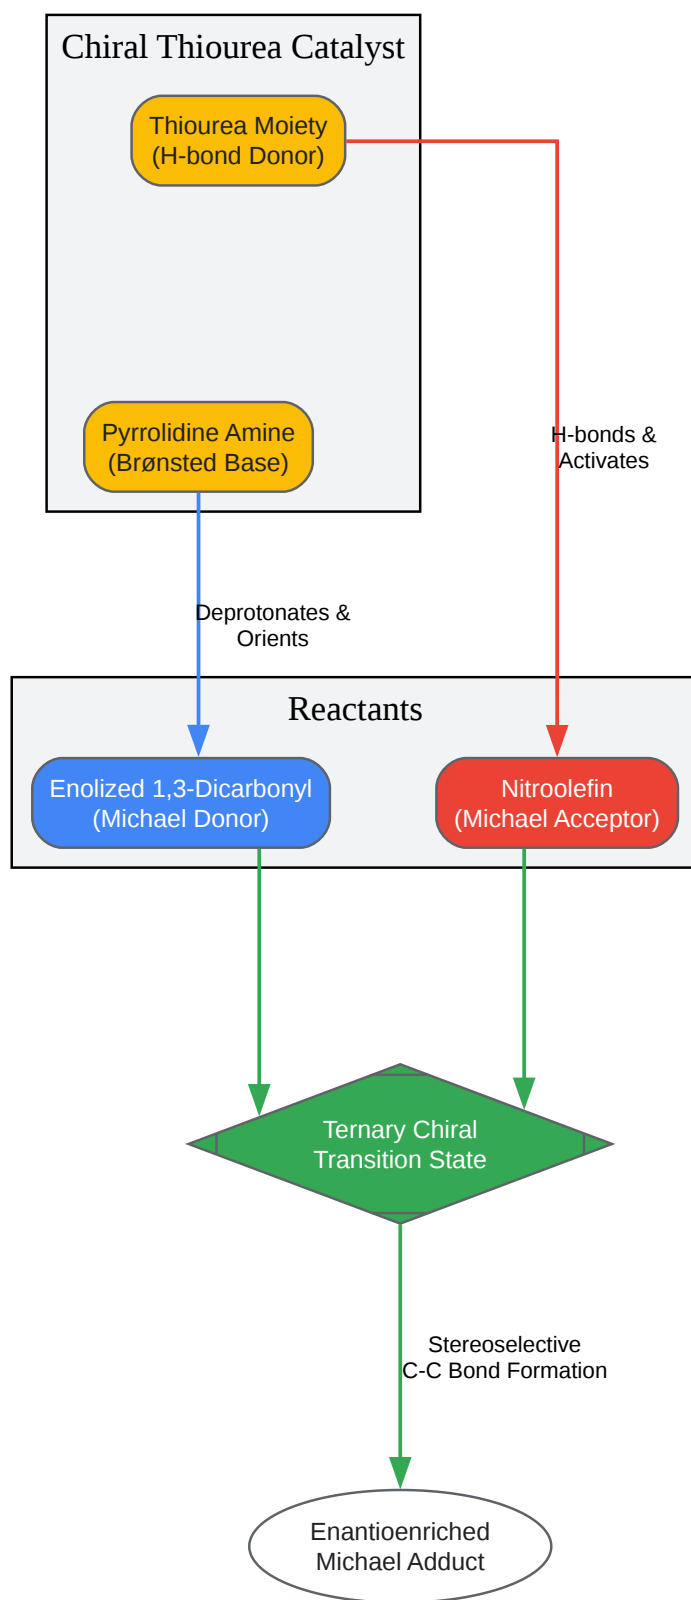 Chiral Thiourea Catalyst
Thiourea Moiety
(H-bond Donor)
Pyrrolidine Amine
(Brønsted Base)
H-bonds &
Activates
Deprotonates &
Orients
Reactants
Enolized 1,3-Dicarbonyl
(Michael Donor)
Nitroolefin
(Michael Acceptor)
Ternary Chiral
Transition State
Stereoselective
C-C Bond Formation
Enantioenriched
Michael Adduct